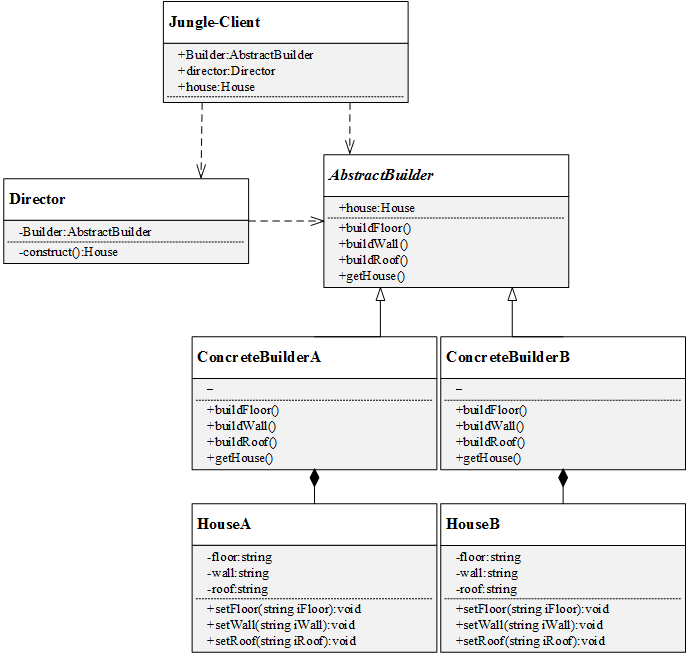 Jungle-Client
+Builder:AbstractBuilder
+director:Director
+house:House
AbstractBuilder
+house:House
+buildFloor()
+buildWall()
+buildRoof()
+getHouse()
Director
-Builder:AbstractBuilder
-construct():House
ConcreteBuilderA
–
+buildFloor()
+buildWall()
+buildRoof()
+getHouse()
ConcreteBuilderB
–
+buildFloor()
+buildWall()
+buildRoof()
+getHouse()
HouseA
-floor:string
-wall:string
-roof:string
+setFloor(string iFloor):void
+setWall(string iWall):void
+setRoof(string iRoof):void
HouseB
-floor:string
-wall:string
-roof:string
+setFloor(string iFloor):void
+setWall(string iWall):void
+setRoof(string iRoof):void